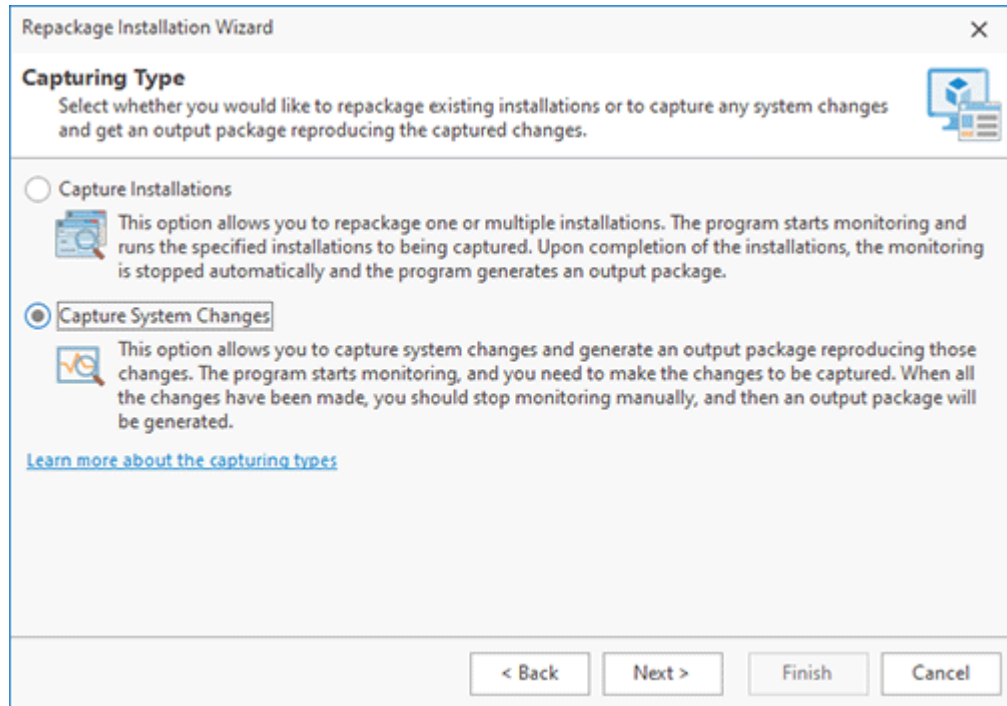 Repackage Installation Wizard
Capturing Type
Select whether you would like to repackage existing installations or to capture any system changes
and get an output package reproducing the captured changes.
Capture Installations
This option allows you to repackage one or multiple installations. The program starts monitoring and
runs the specified installations to being captured. Upon completion of the installations, the monitoring
is stopped automatically and the program generates an output package.
Capture System Changes
This option allows you to capture system changes and generate an output package reproducing those
changes. The program starts monitoring, and you need to make the changes to be captured. When all
the changes have been made, you should stop monitoring manually, and then an output package will
be generated.
Learn more about the capturing types
< Back Next > Finish Cancel